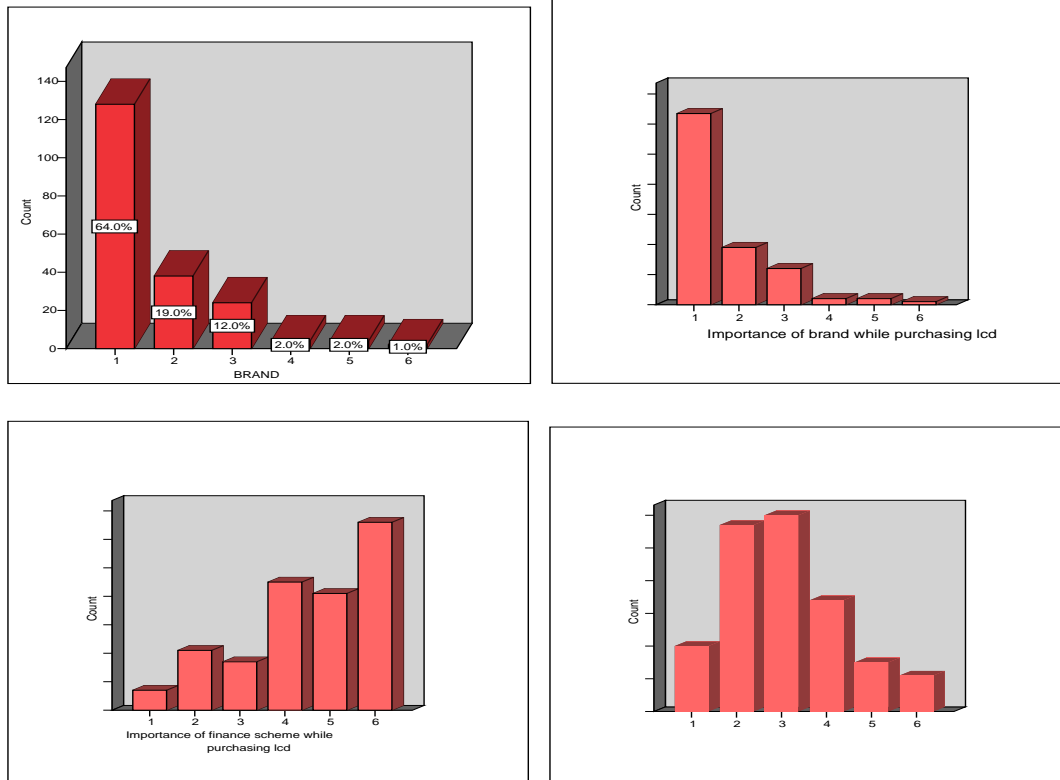 140
120
100
80
60
40
20
0
Count
64.0%
19.0%
12.0%
2.0%
2.0%
1.0%
1 2 3 4 5 6
BRAND
Count
1 2 3 4 5 6
Importance of brand while purchasing lcd
Count
1 2 3 4 5 6
Importance of finance scheme while
purchasing lcd
Count
1 2 3 4 5 6